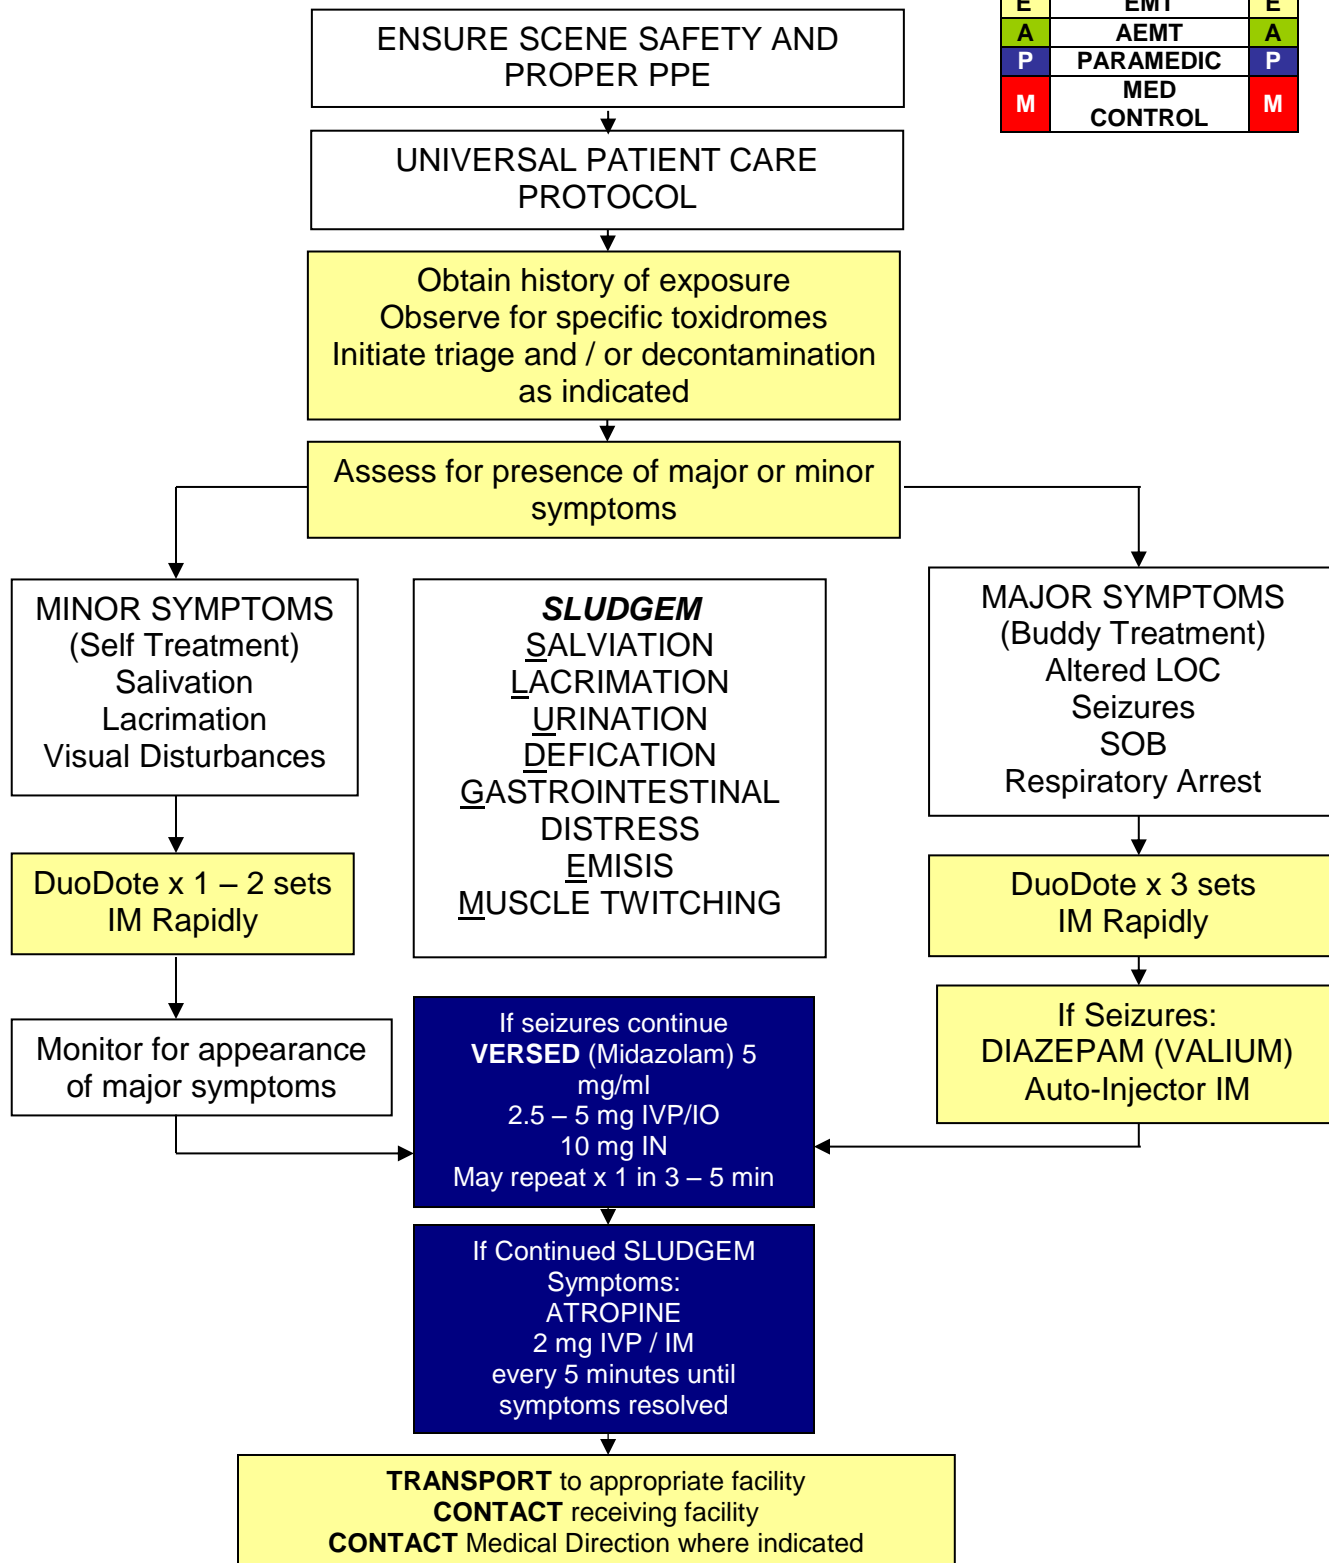 E EMT E
A AEMT A
P PARAMEDIC P
M MED CONTROL M
ENSURE SCENE SAFETY AND
PROPER PPE
UNIVERSAL PATIENT CARE
PROTOCOL
Obtain history of exposure
Observe for specific toxidromes
Initiate triage and / or decontamination
as indicated
Assess for presence of major or minor
symptoms
MINOR SYMPTOMS
(Self Treatment)
Salivation
Lacrimation
Visual Disturbances
SLUDGEM
SALVIATION
LACRIMATION
URINATION
DEFICATION
GASTROINTESTINAL
DISTRESS
EMISIS
MUSCLE TWITCHING
MAJOR SYMPTOMS
(Buddy Treatment)
Altered LOC
Seizures
SOB
Respiratory Arrest
DuoDote x 1 – 2 sets
IM Rapidly
DuoDote x 3 sets
IM Rapidly
Monitor for appearance
of major symptoms
If seizures continue
VERSED (Midazolam) 5
mg/ml
2.5 – 5 mg IVP/IO
10 mg IN
May repeat x 1 in 3 – 5 min
If Seizures:
DIAZEPAM (VALIUM)
Auto-Injector IM
If Continued SLUDGEM
Symptoms:
ATROPINE
2 mg IVP / IM
every 5 minutes until
symptoms resolved
TRANSPORT to appropriate facility
CONTACT receiving facility
CONTACT Medical Direction where indicated